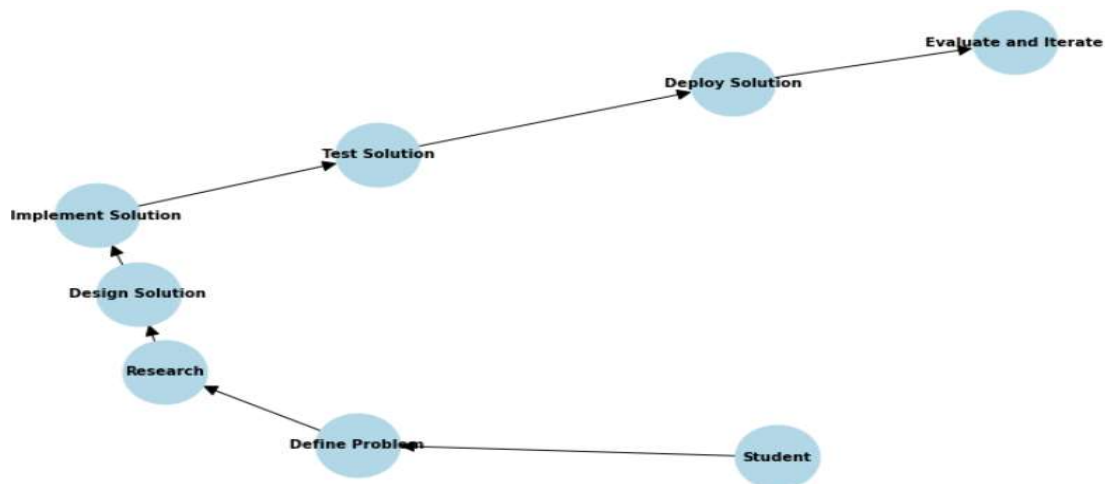 Evaluate and Iterate
Deploy Solution
Test Solution
Implement Solution
Design Solution
Research
Define Problem
Student